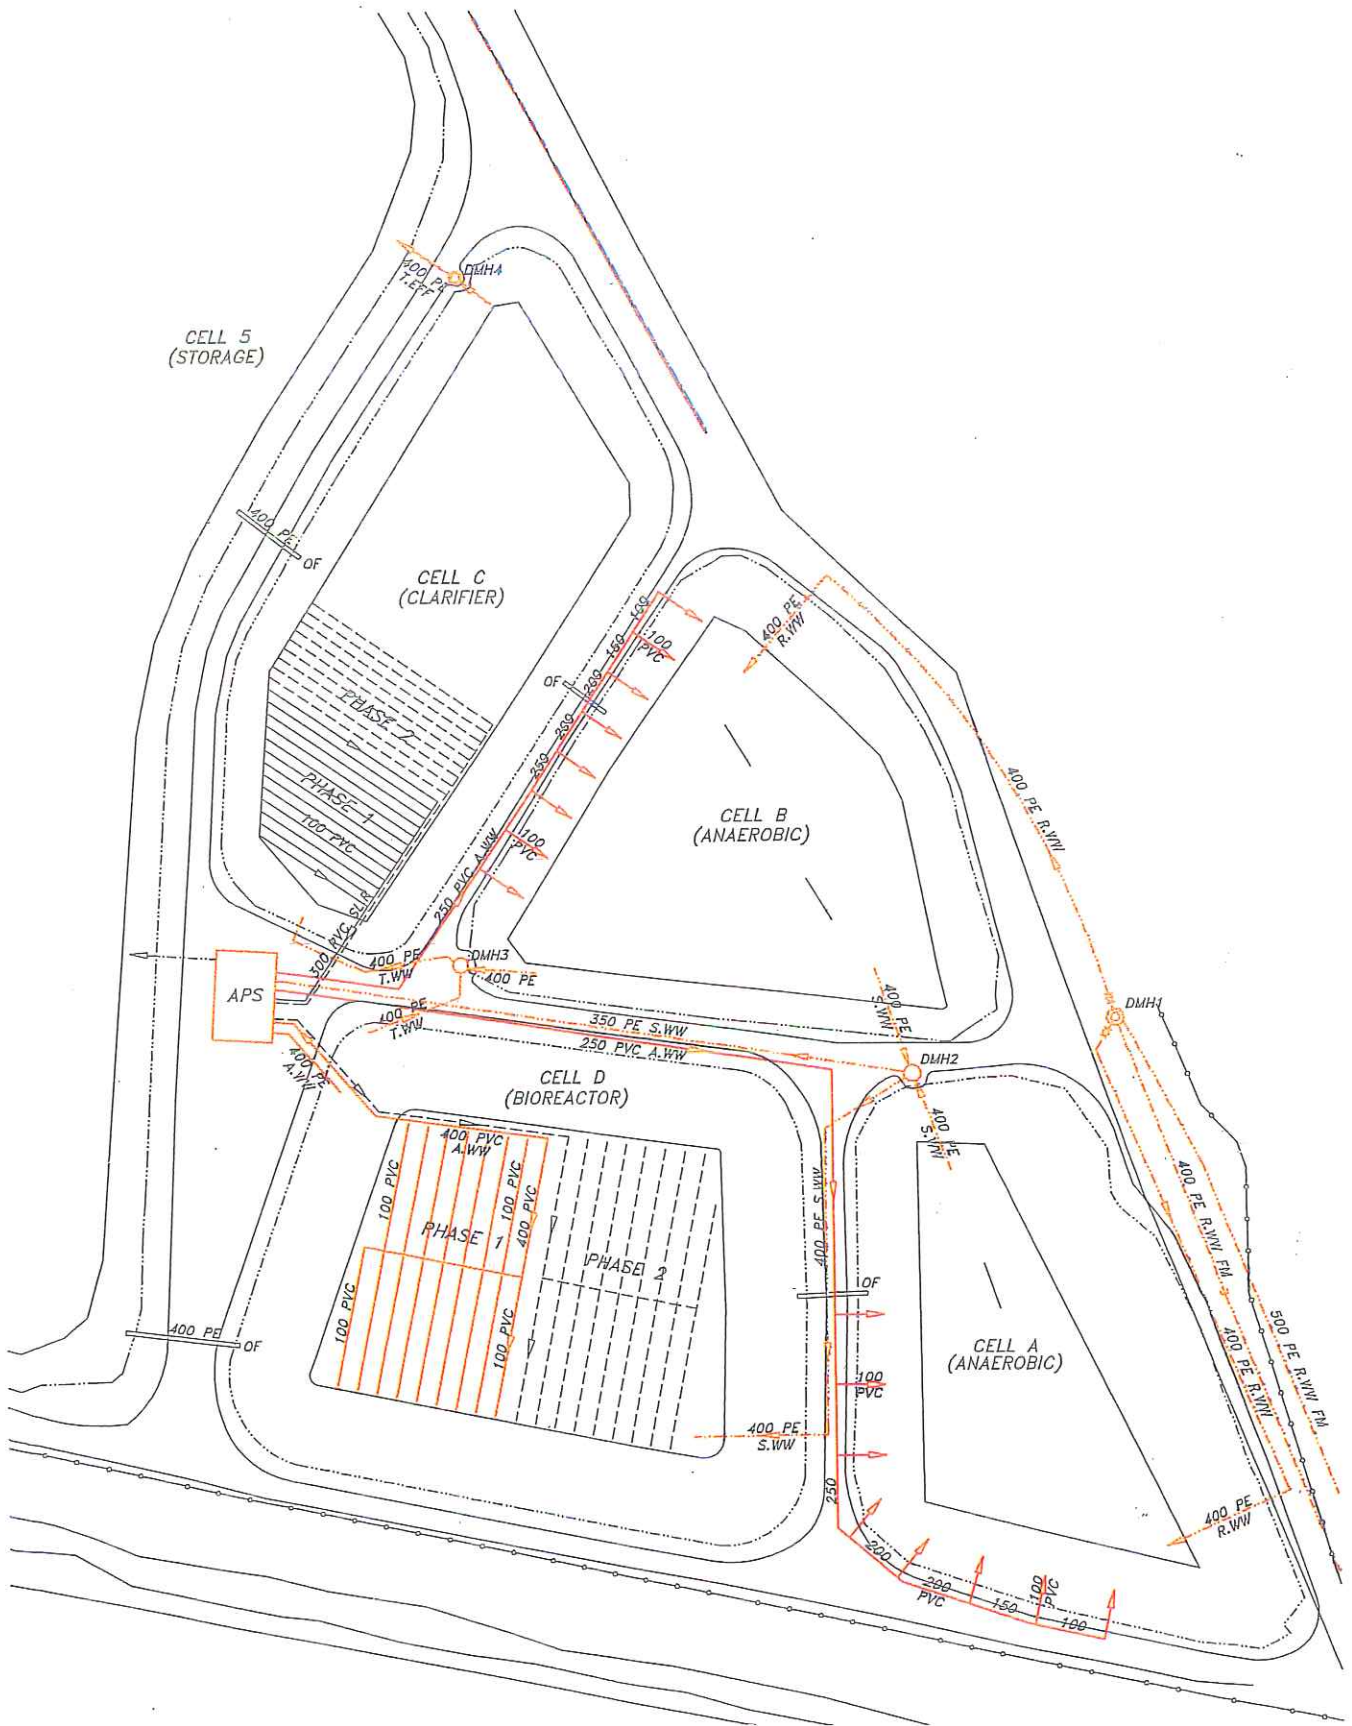 400 PE
T.EFF
DMH4
CELL 5
(STORAGE)
400 PE
OF
CELL C
(CLARIFIER)
100
150
100
PVC
400 PE
R.WW
OF
200
200
250
PHASE 2
PHASE 1
100 PVC
400 PE R.WW
CELL B
(ANAEROBIC)
100
PVC
250 PVC A.WW
300 PVC SLR
DMH3
400 PE
T.WW
400 PE
APS
400 PE
S.WW
DMH1
400 PE
T.WW
350 PE S.WW
250 PVC A.WW
DMH2
400 PE
A.WW
CELL D
(BIOREACTOR)
400 PE
S.WW
400 PVC
A.WW
100 PVC
100 PVC
400 PVC
400 PE S.WW
400 PE R.WW FM
PHASE 1
PHASE 2
OF
100 PVC
100 PVC
400 PE
OF
CELL A
(ANAEROBIC)
400 PE R.WW
500 PE R.WW FM
100
PVC
400 PE
S.WW
250
400 PE
R.WW
200
200
PVC
150
100
PVC
100